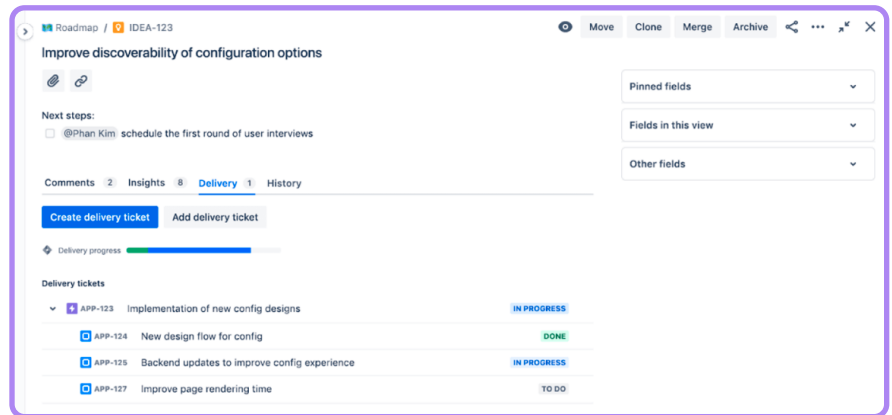 Roadmap / IDEA-123
Move Clone Merge Archive
Improve discoverability of configuration options
Pinned fields
Fields in this view
Other fields
Next steps:
@Phan Kim schedule the first round of user interviews
Comments 2 Insights 8 Delivery 1 History
Create delivery ticket Add delivery ticket
Delivery progress
Delivery tickets
APP-123 Implementation of new config designs IN PROGRESS
APP-124 New design flow for config DONE
APP-125 Backend updates to improve config experience IN PROGRESS
APP-127 Improve page rendering time TO DO